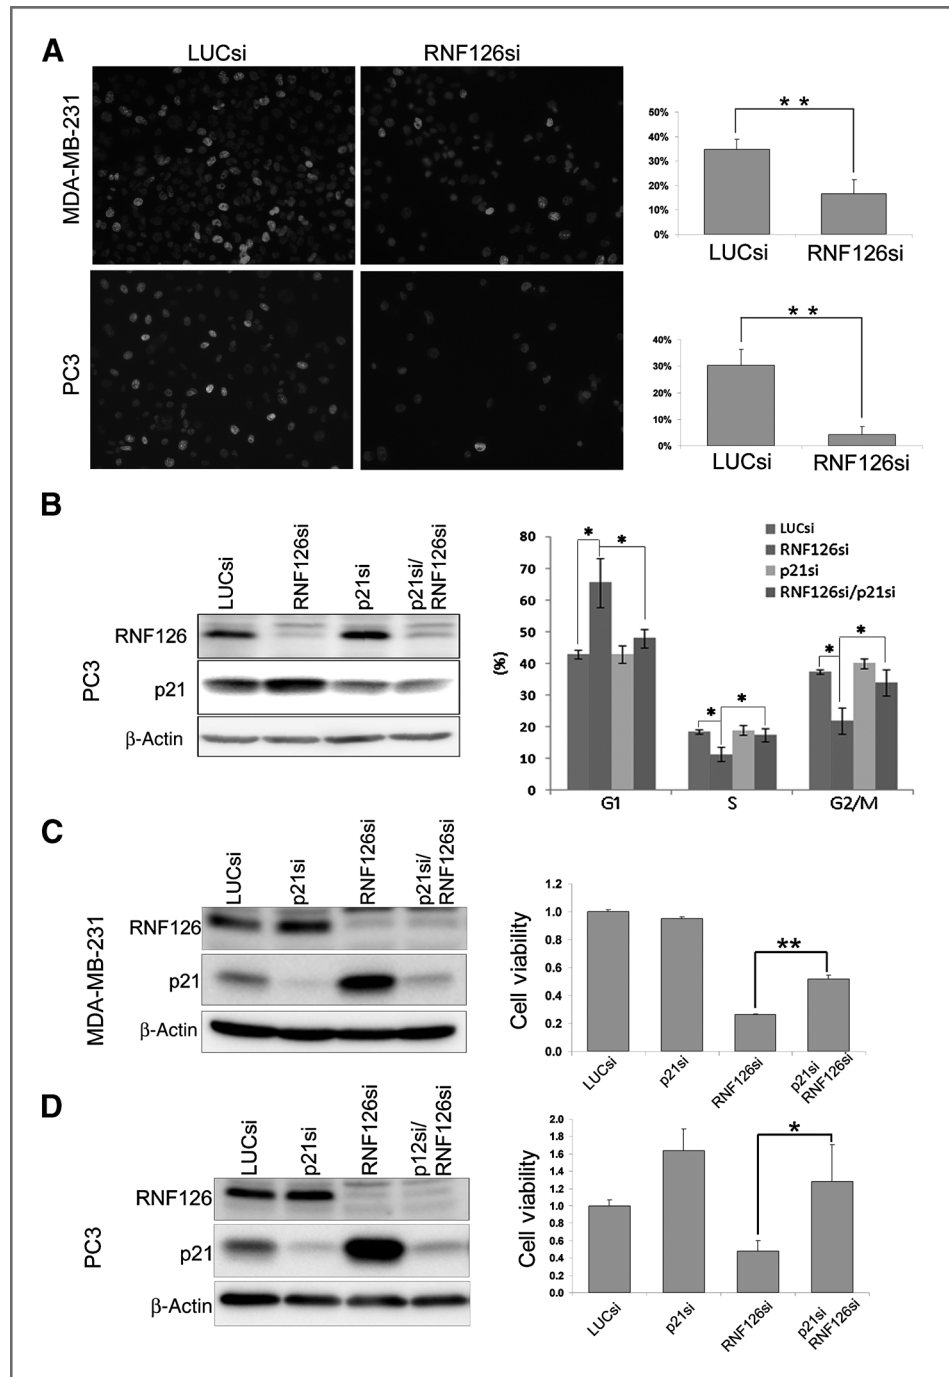 A
LUCsi
RNF126si
MDA-MB-231
50%
40%
30%
20%
10%
0%
* *
LUCsi
RNF126si
PC3
40%
30%
20%
10%
0%
* *
LUCsi
RNF126si
B
LUCsi
RNF126si
p21si
p21si/
RNF126si
PC3
RNF126
p21
β-Actin
(%)
80
70
60
50
40
30
20
10
0
* *
* *
* *
LUCsi
RNF126si
p21si
RNF126si/p21si
G1
S
G2/M
C
LUCsi
p21si
RNF126si
p21si/
RNF126si
MDA-MB-231
RNF126
p21
β-Actin
Cell viability
1.2
1.0
0.8
0.6
0.4
0.2
0.0
**
LUCsi
p21si
RNF126si
p21si
RNF126si
D
LUCsi
p21si
RNF126si
p12si/
RNF126si
PC3
RNF126
p21
β-Actin
Cell viability
2.0
1.8
1.6
1.4
1.2
1.0
0.8
0.6
0.4
0.2
0.0
*
LUCsi
p21si
RNF126si
p21si
RNF126si